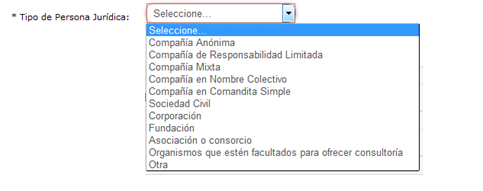 * Tipo de Persona Jurídica: Seleccione...
Seleccione...
Compañía Anónima
Compañía de Responsabilidad Limitada
Compañía Mixta
Compañía en Nombre Colectivo
Compañía en Comandita Simple
Sociedad Civil
Corporación
Fundación
Asociación o consorcio
Organismos que estén facultados para ofrecer consultoría
Otra